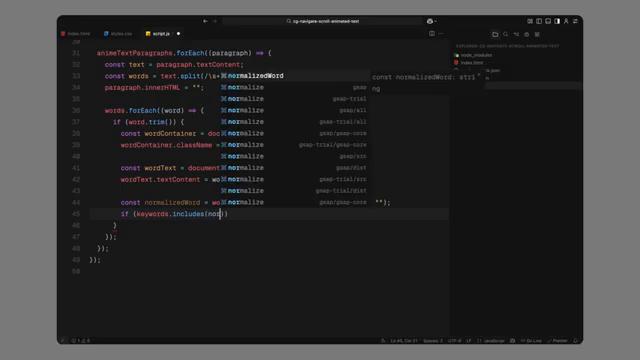 cg-navigate-scroll-animated-text
index.html
styles.css
script.js
EXPLORER: CG-NAVIGATE-SCROLL-ANIMATED-TEXT
node_modules
index.html
31 animeTextParagraphs.forEach((paragraph) => {
32 const text = paragraph.textContent;
33 const words = text.split(/\s+
34 paragraph.innerHTML = "";
36 words.forEach((word) => {
37 if (word.trim()) {
38 const wordContainer = doc
39 wordContainer.className =
41 const wordText = document
42 wordText.textContent = wo
44 const normalizedWord = wo "");
45 if (keywords.includes(nor))
46 }
47 });
48 });
49 });
50
normalizedWord
normalize gsap
normalize gsap-trial
normalize gsap/all
normalize gsap-trial/all
normalize gsap/gsap-core
normalize gsap-trial/gsap-core
normalize gsap/src
normalize gsap-trial/src
normalize gsap/dist
normalize gsap-trial/dist
normalize gsap/gsap-core
const normalizedWord: stri
ng
Ln 45, Col 31
Spaces: 2
UTF-8
LF
JavaScript
Go Live
Prettier